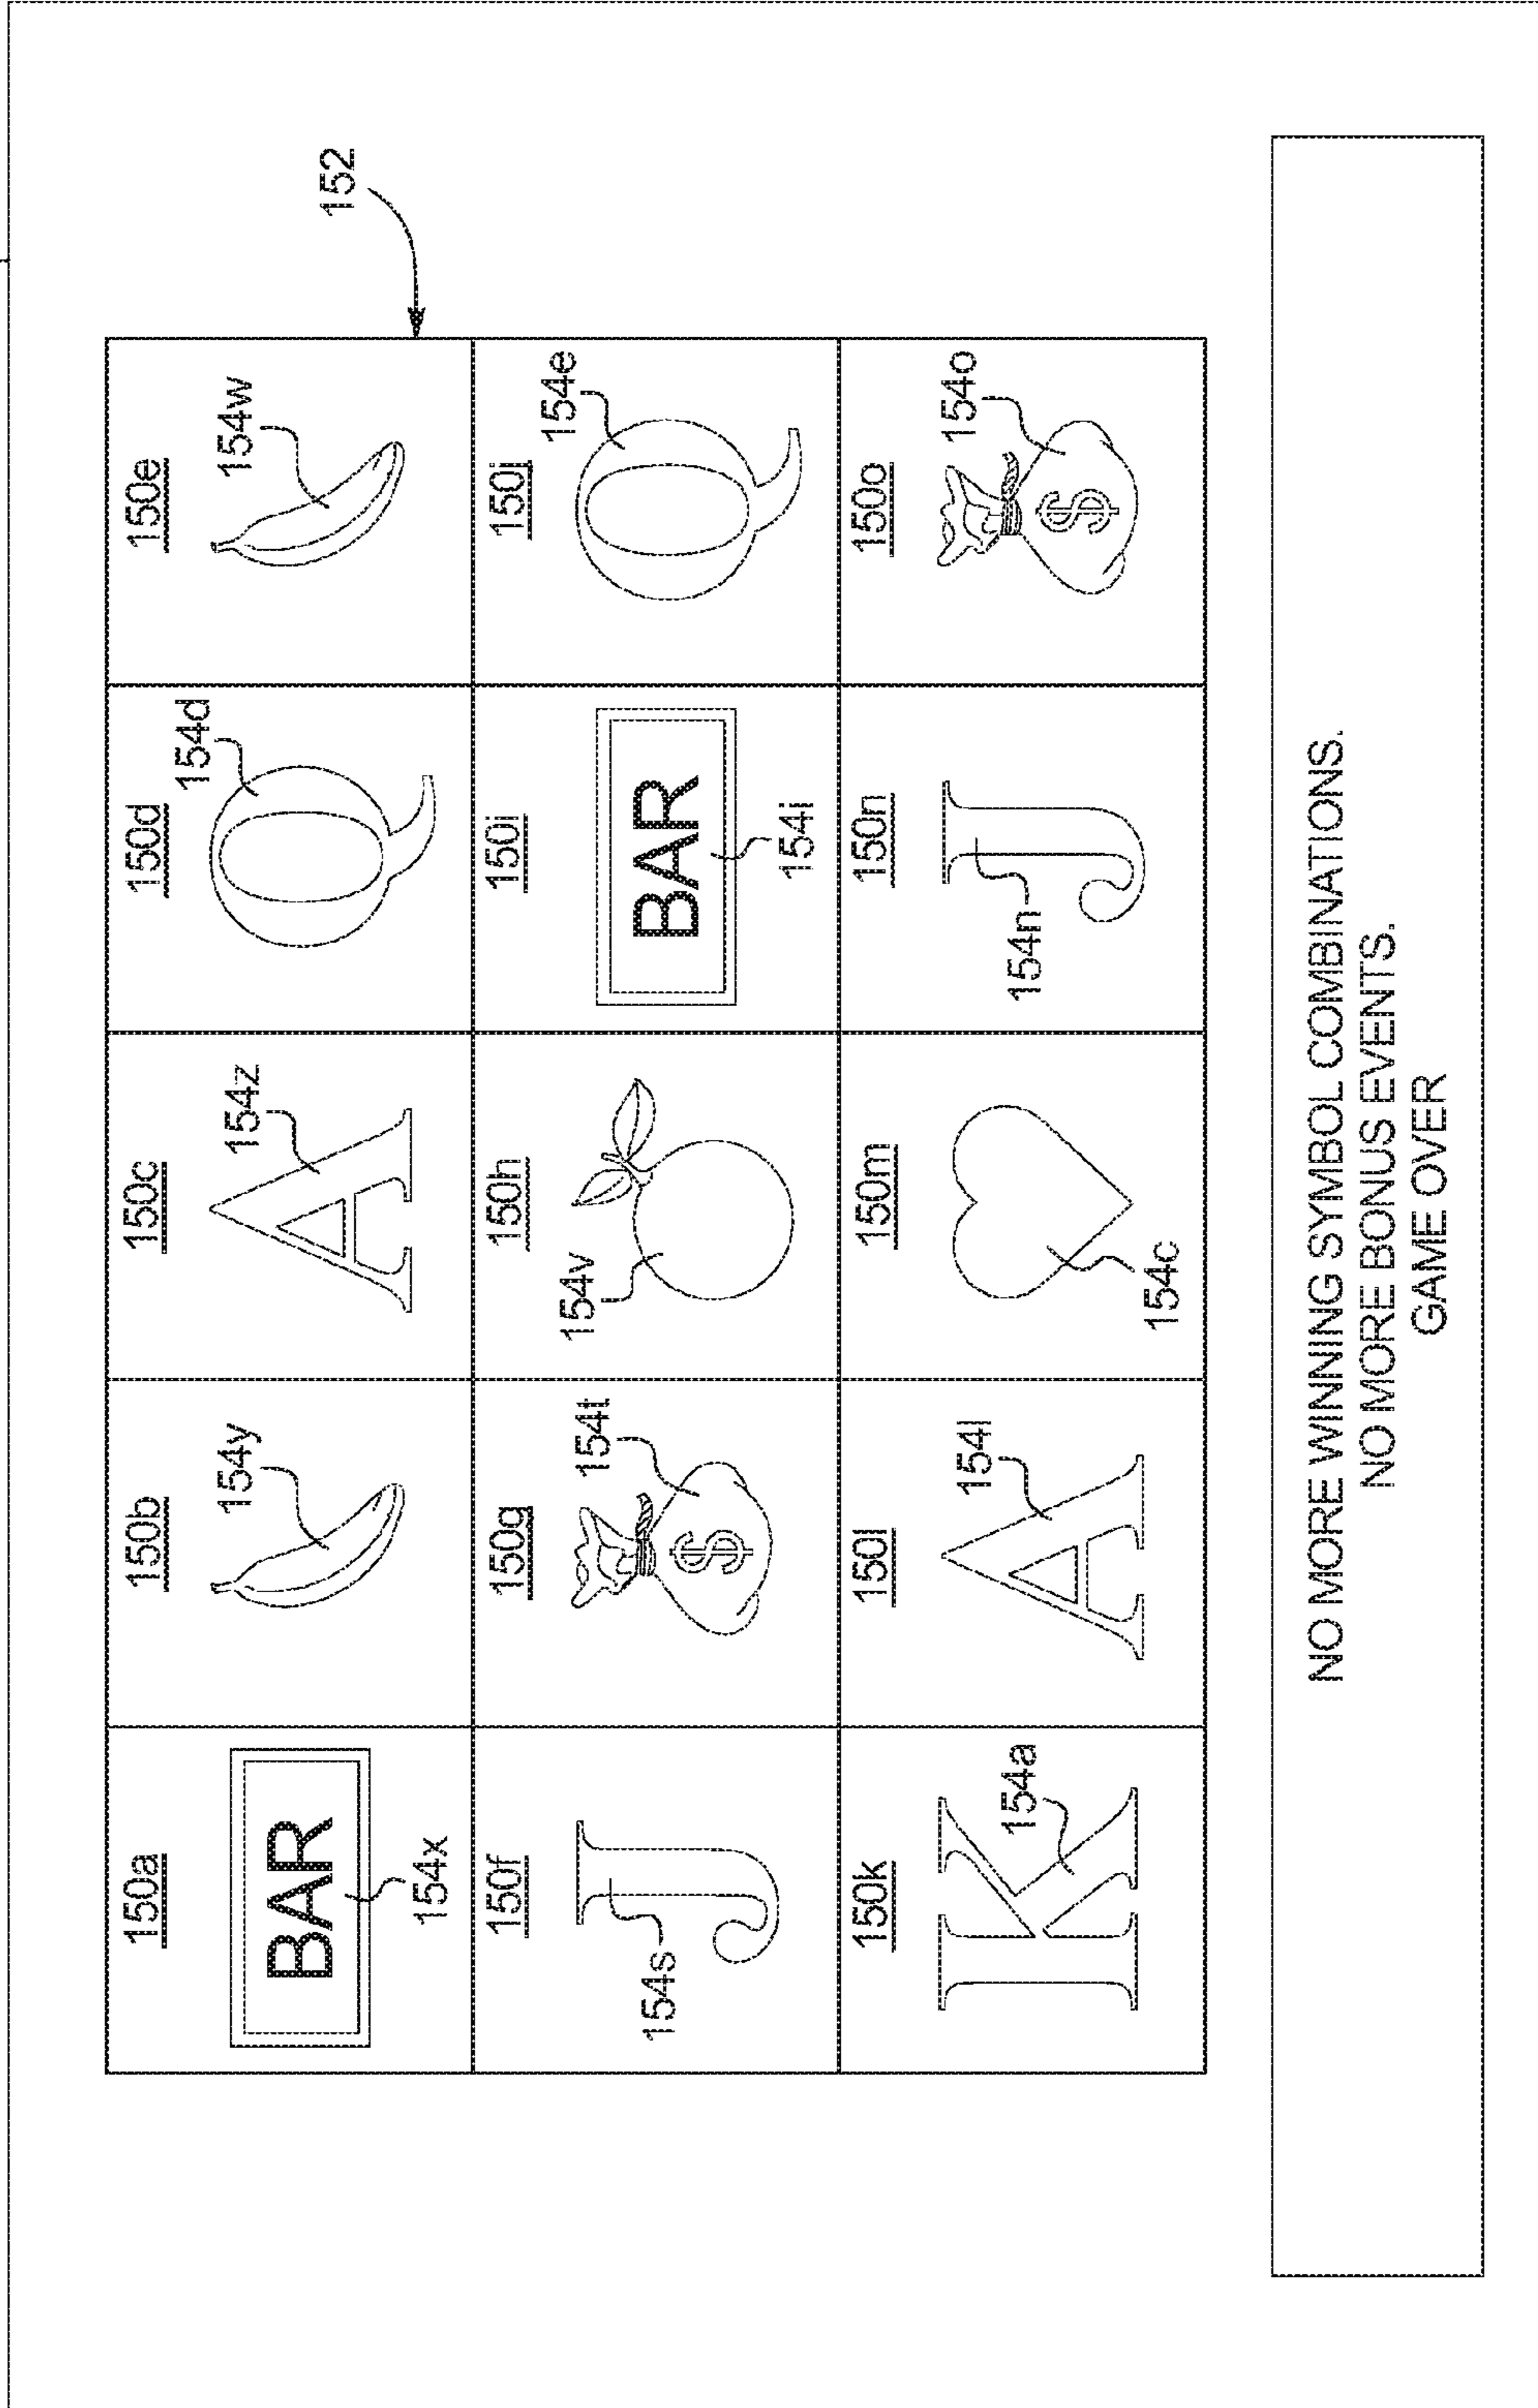 152
150a 150b 150c 150d 150e
BAR 154x 154y A 154z Q 154d 154w
150f 150g 150h 150i 150j
J 154s $ 154t 154v BAR 154i Q 154e
150k 150l 150m 150n 150o
K 154a A 154l 154c J 154n $ 154o
NO MORE WINNING SYMBOL COMBINATIONS.
NO MORE BONUS EVENTS.
GAME OVER